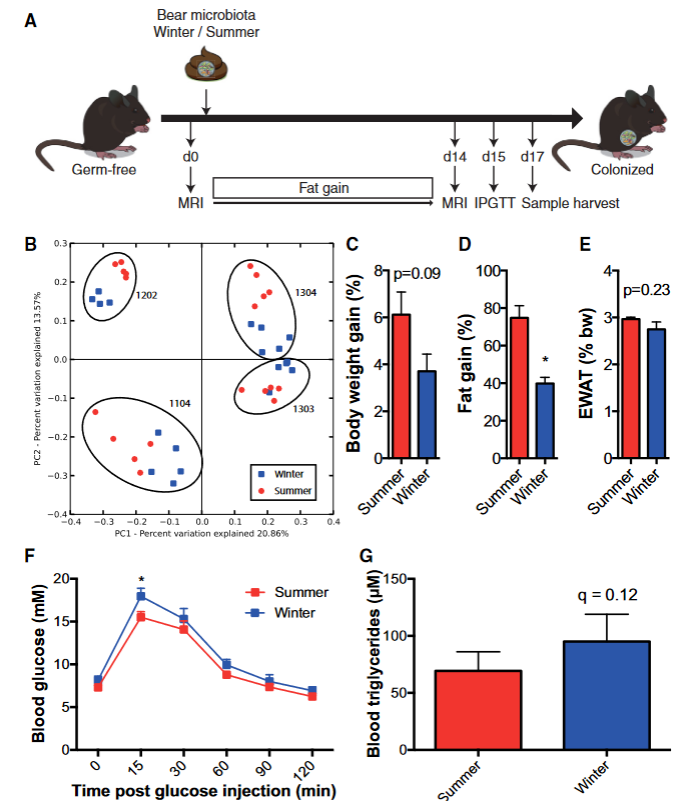 A
Bear microbiota
Winter / Summer
Germ-free
d0
d14
d15
d17
Colonized
Fat gain
MRI
MRI
IPGTT
Sample harvest
B
PC2 - Percent variation explained 13.57%
0.3
0.2
0.1
0.0
−0.1
−0.2
−0.3
−0.4
1202
1304
1303
1104
Winter
Summer
−0.4
−0.3
−0.2
−0.1
0.0
0.1
0.2
0.3
0.4
PC1 - Percent variation explained 20.86%
C
Body weight gain (%)
8
6
4
2
0
p=0.09
Summer
Winter
D
Fat gain (%)
100
80
60
40
20
0
*
Summer
Winter
E
EWAT (% bw)
4
3
2
1
0
p=0.23
Summer
Winter
F
Blood glucose (mM)
20
15
10
5
0
*
Summer
Winter
0
15
30
60
90
120
Time post glucose injection (min)
G
Blood triglycerides (µM)
150
100
50
0
q = 0.12
Summer
Winter